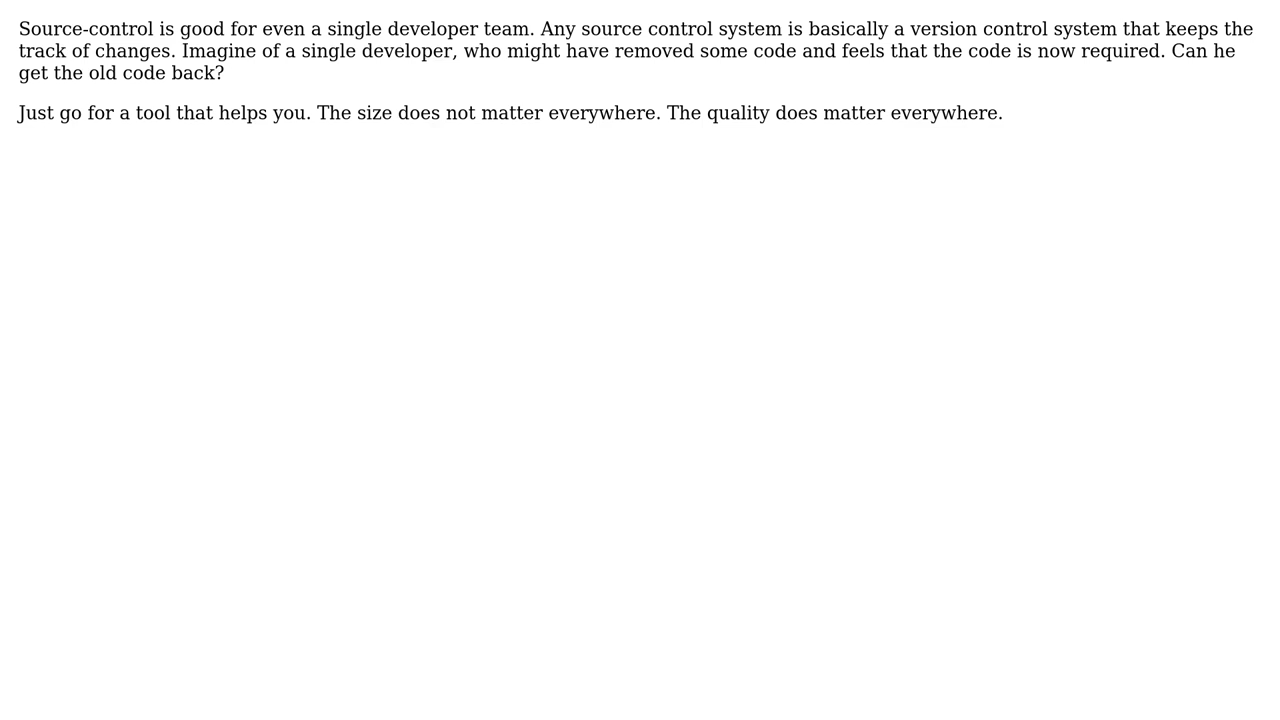 Source-control is good for even a single developer team. Any source control system is basically a version control system that keeps the
track of changes. Imagine of a single developer, who might have removed some code and feels that the code is now required. Can he
get the old code back?
Just go for a tool that helps you. The size does not matter everywhere. The quality does matter everywhere.